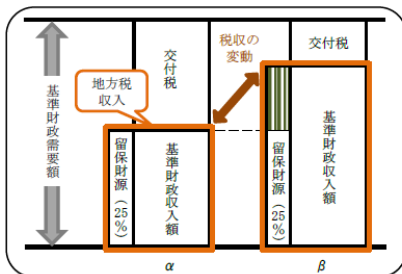 基準財政需要額
地方税
収入
交付税
留保財源（25％）
基準財政収入額
税収の
変動
交付税
留保財源（25％）
基準財政収入額
α
β